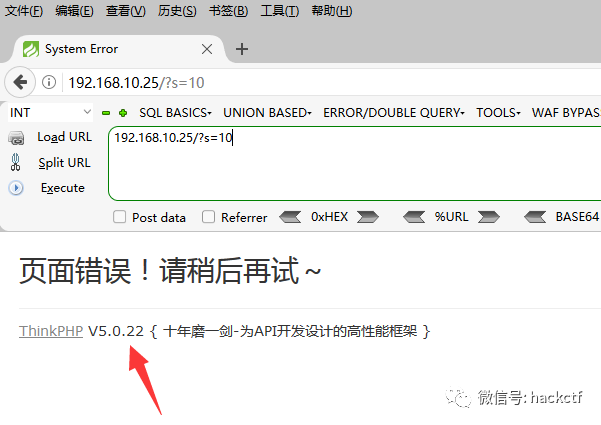 文件(F) 编辑(E) 查看(V) 历史(S) 书签(B) 工具(T) 帮助(H)
System Error
192.168.10.25/?s=10
INT SQL BASICS UNION BASED ERROR/DOUBLE QUERY TOOLS WAF BYPASS
Load URL
192.168.10.25/?s=10
Split URL
Execute
Post data Referrer 0xHEX %URL BASE64
页面错误！请稍后再试～
ThinkPHP V5.0.22 { 十年磨一剑-为API开发设计的高性能框架 }
微信号: hackctf